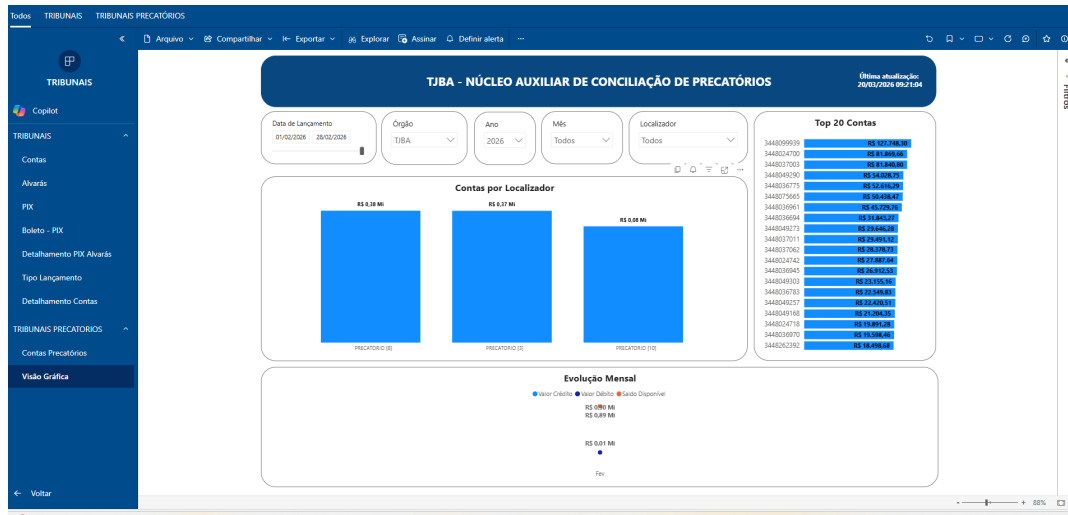 Todos TRIBUNAIS TRIBUNAIS PRECATÓRIOS
Arquivo Compartilhar Exportar Explorar Assinar Definir alerta ...
TRIBUNAIS
Copilot
TRIBUNAIS
Contas
Alvarás
PIX
Boleto - PIX
Detalhamento PIX Alvarás
Tipo Lançamento
Detalhamento Contas
TRIBUNAIS PRECATORIOS
Contas Precatórios
Visão Gráfica
Voltar
TJBA - NÚCLEO AUXILIAR DE CONCILIAÇÃO DE PRECATÓRIOS
Última atualização:
20/03/2026 09:21:04
Filtros
Data de Lançamento
01/02/2026 28/02/2026
Órgão
TJBA
Ano
2026
Mês
Todos
Localizador
Todos
Contas por Localizador
R$ 0,38 Mi R$ 0,37 Mi R$ 0,08 Mi
PRECATORIO [8] PRECATORIO [3] PRECATORIO [10]
Top 20 Contas
3448099939 R$ 127.748,50
3448024700 R$ 81.869,66
3448037003 R$ 81.840,80
3448049290 R$ 54.028,75
3448036775 R$ 52.616,29
3448075665 R$ 50.438,47
3448036961 R$ 45.729,76
3448036694 R$ 31.843,27
3448049273 R$ 29.646,28
3448037011 R$ 29.491,12
3448037062 R$ 28.378,73
3448024742 R$ 27.887,64
3448036945 R$ 26.912,53
3448049303 R$ 23.155,16
3448036783 R$ 22.549,83
3448049257 R$ 22.420,51
3448049168 R$ 21.204,35
3448024718 R$ 19.891,28
3448036970 R$ 19.598,46
3448262392 R$ 18.498,68
Evolução Mensal
Valor Crédito Valor Débito Saldo Disponível
R$ 0,90 Mi
R$ 0,89 Mi
R$ 0,01 Mi
Fev
- + 88%